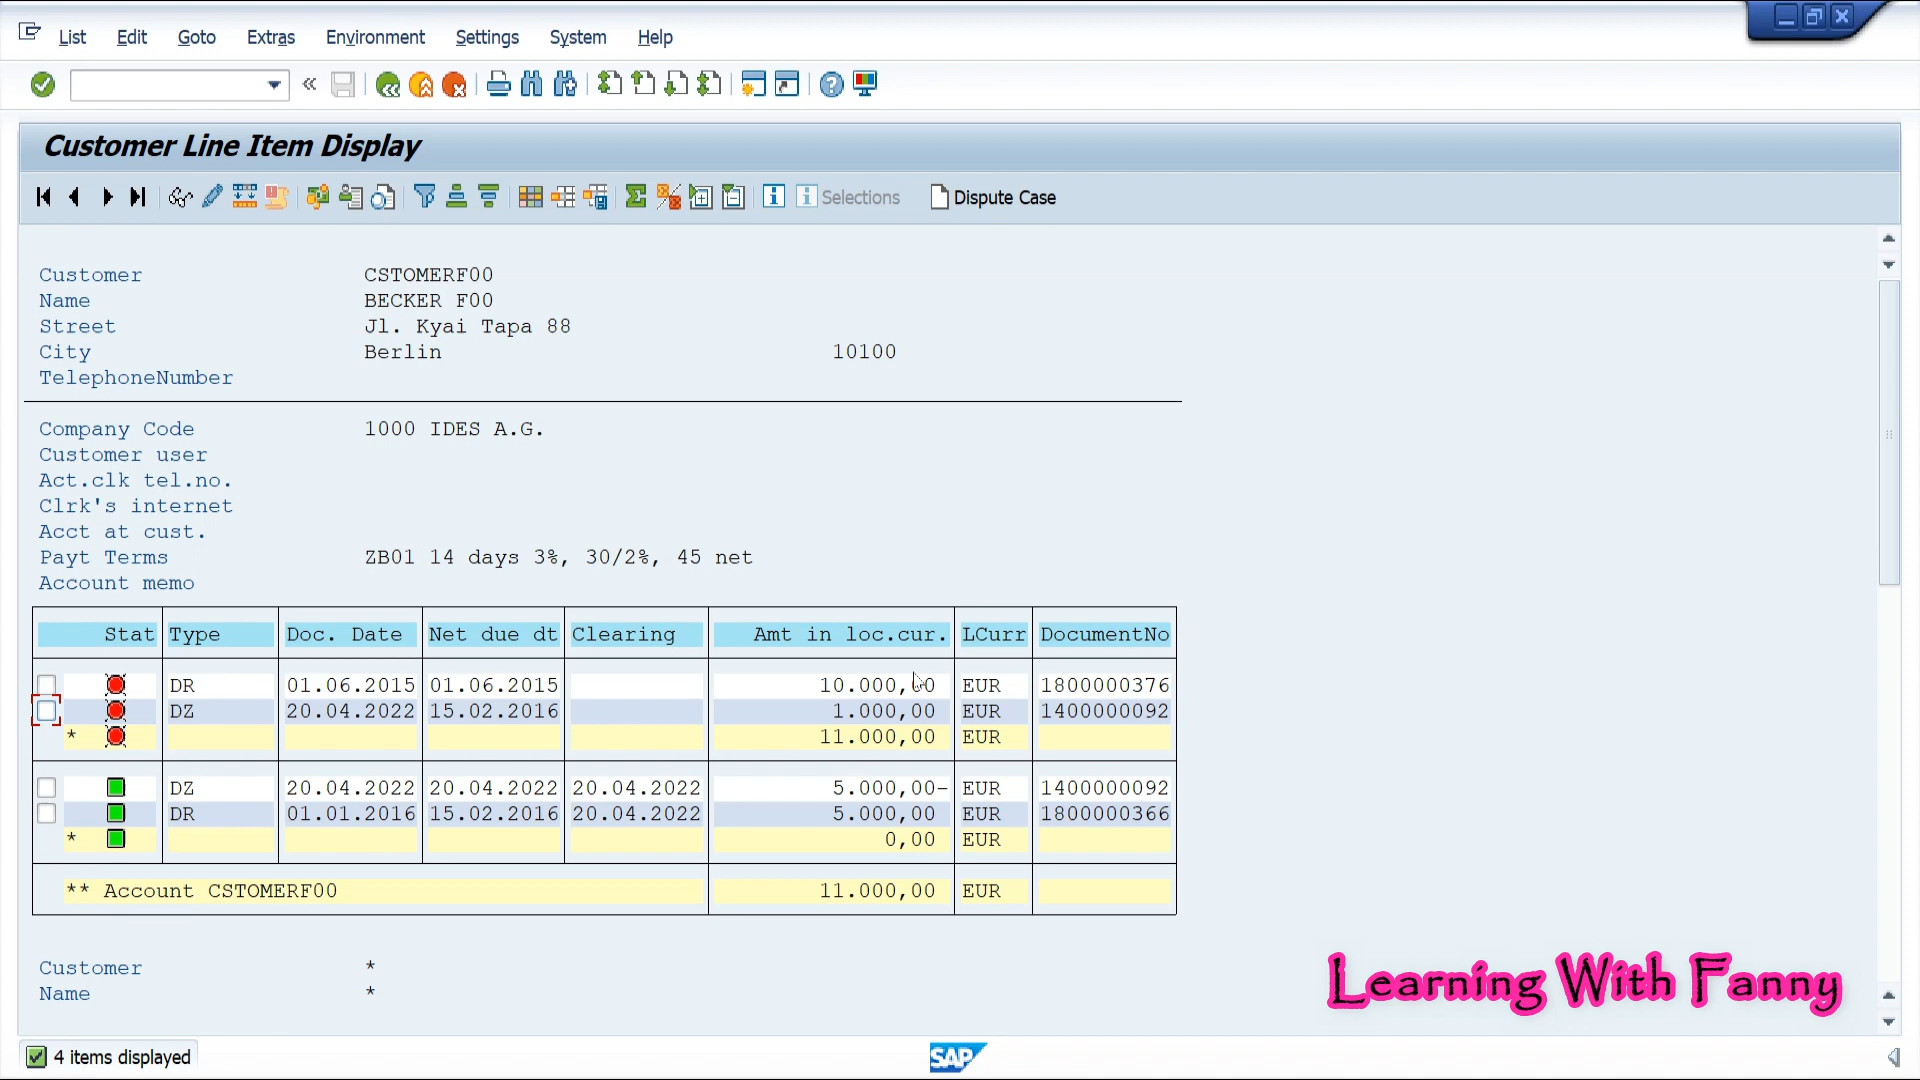 List Edit Goto Extras Environment Settings System Help
Customer Line Item Display
Selections Dispute Case
Customer CSTOMERF00
Name BECKER F00
Street Jl. Kyai Tapa 88
City Berlin 10100
TelephoneNumber
Company Code 1000 IDES A.G.
Customer user
Act.clk tel.no.
Clrk's internet
Acct at cust.
Payt Terms ZB01 14 days 3%, 30/2%, 45 net
Account memo
Stat Type Doc. Date Net due dt Clearing Amt in loc.cur. LCurr DocumentNo
DR 01.06.2015 01.06.2015 10.000,00 EUR 1800000376
DZ 20.04.2022 15.02.2016 1.000,00 EUR 1400000092
* 11.000,00 EUR
DZ 20.04.2022 20.04.2022 20.04.2022 5.000,00- EUR 1400000092
DR 01.01.2016 15.02.2016 20.04.2022 5.000,00 EUR 1800000366
* 0,00 EUR
** Account CSTOMERF00 11.000,00 EUR
Customer *
Name *
Learning With Fanny
4 items displayed
SAP